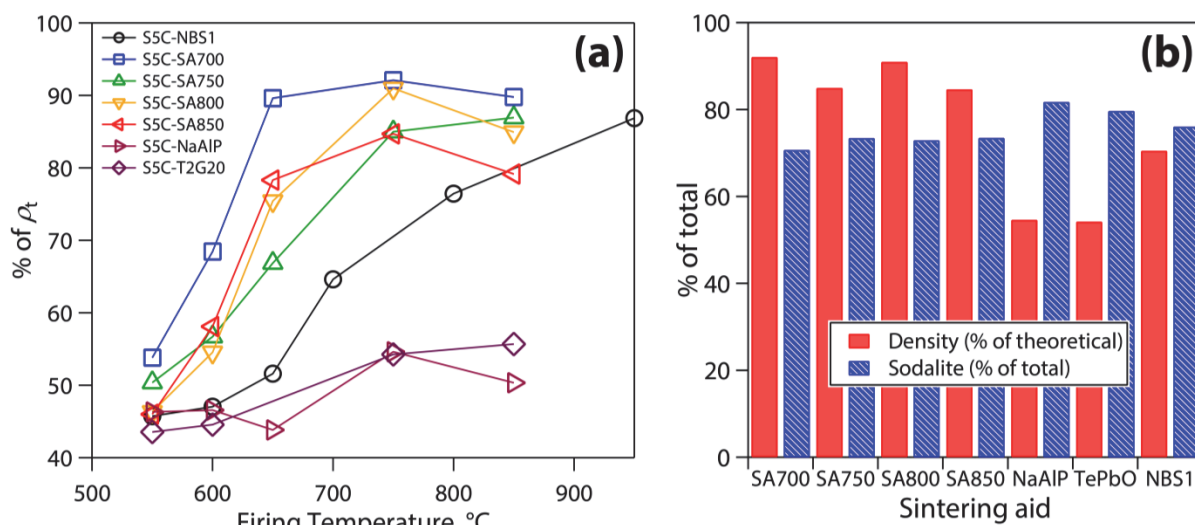 100
90
80
70
60
50
40
% of ρt
S5C-NBS1
S5C-SA700
S5C-SA750
S5C-SA800
S5C-SA850
S5C-NaAlP
S5C-T2G20
(a)
500 600 700 800 900
Firing Temperature, °C
100
80
60
40
20
0
% of total
(b)
Density (% of theoretical)
Sodalite (% of total)
SA700 SA750 SA800 SA850 NaAlP TePbO NBS1
Sintering aid